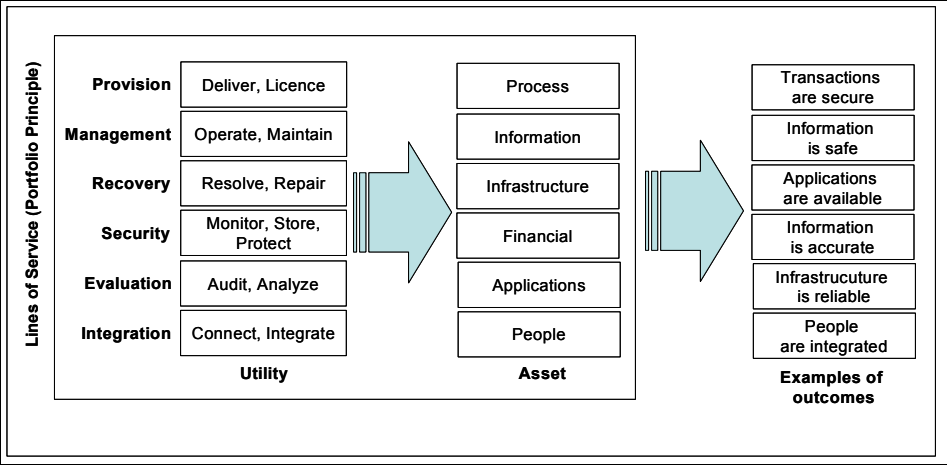 Lines of Service (Portfolio Principle)
Provision
Deliver, Licence
Management
Operate, Maintain
Recovery
Resolve, Repair
Security
Monitor, Store,
Protect
Evaluation
Audit, Analyze
Integration
Connect, Integrate
Utility
Process
Information
Infrastructure
Financial
Applications
People
Asset
Transactions
are secure
Information
is safe
Applications
are available
Information
is accurate
Infrastrucuture
is reliable
People
are integrated
Examples of
outcomes